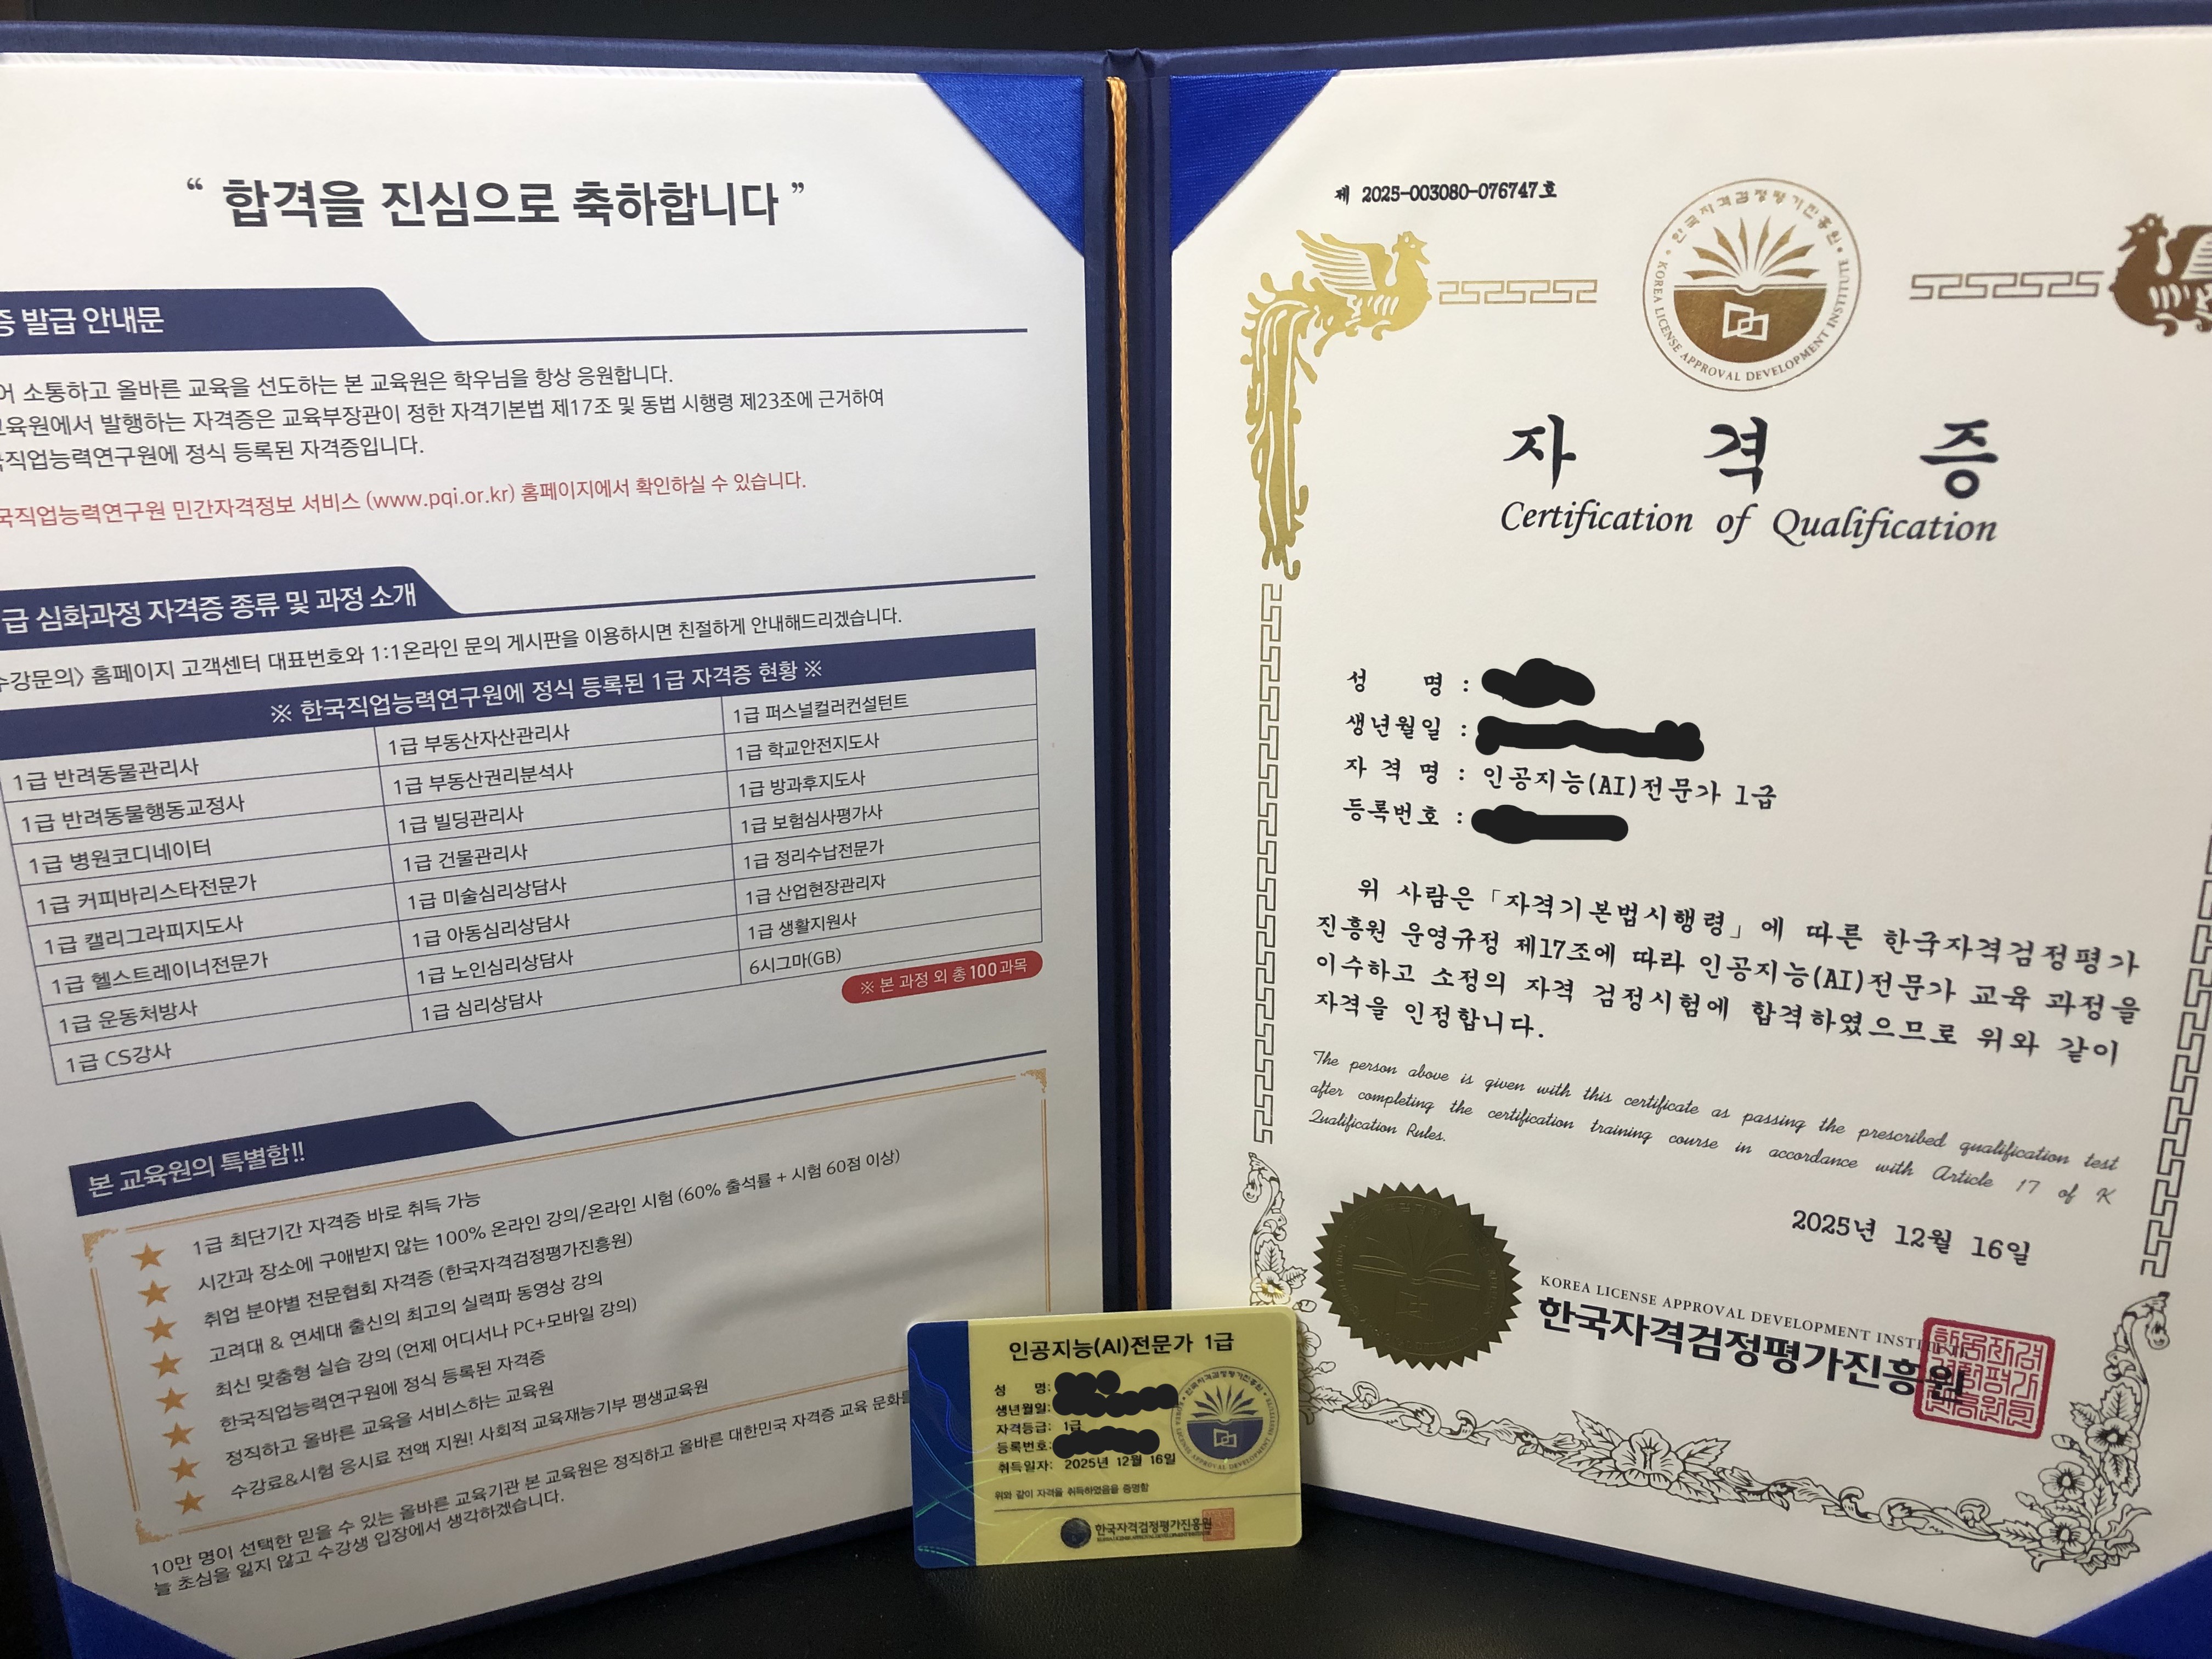 “ 합격을 진심으로 축하합니다 ”
증 발급 안내문
어 소통하고 올바른 교육을 선도하는 본 교육원은 학우님을 항상 응원합니다.
교육원에서 발행하는 자격증은 교육부장관이 정한 자격기본법 제17조 및 동법 시행령 제23조에 근거하여
국직업능력연구원에 정식 등록된 자격증입니다.
국직업능력연구원 민간자격정보 서비스 (www.pqi.or.kr) 홈페이지에서 확인하실 수 있습니다.
급 심화과정 자격증 종류 및 과정 소개
수강문의〉 홈페이지 고객센터 대표번호와 1:1온라인 문의 게시판을 이용하시면 친절하게 안내해드리겠습니다.
※ 한국직업능력연구원에 정식 등록된 1급 자격증 현황 ※
1급 반려동물관리사
1급 부동산자산관리사
1급 퍼스널컬러컨설턴트
1급 반려동물행동교정사
1급 부동산권리분석사
1급 학교안전지도사
1급 병원코디네이터
1급 빌딩관리사
1급 방과후지도사
1급 커피바리스타전문가
1급 건물관리사
1급 보험심사평가사
1급 캘리그라피지도사
1급 미술심리상담사
1급 정리수납전문가
1급 헬스트레이너전문가
1급 아동심리상담사
1급 산업현장관리자
1급 운동처방사
1급 노인심리상담사
1급 생활지원사
1급 CS강사
1급 심리상담사
6시그마(GB)
※ 본 과정 외 총 100과목
본 교육원의 특별함!!
★ 1급 최단기간 자격증 바로 취득 가능
★ 시간과 장소에 구애받지 않는 100% 온라인 강의/온라인 시험 (60% 출석률 + 시험 60점 이상)
★ 취업 분야별 전문협회 자격증 (한국자격검정평가진흥원)
★ 고려대 & 연세대 출신의 최고의 실력파 동영상 강의
★ 최신 맞춤형 실습 강의 (언제 어디서나 PC+모바일 강의)
★ 한국직업능력연구원에 정식 등록된 자격증
★ 정직하고 올바른 교육을 서비스하는 교육원
★ 수강료&시험 응시료 전액 지원! 사회적 교육재능기부 평생교육원
10만 명이 선택한 믿을 수 있는 올바른 교육기관 본 교육원은 정직하고 올바른 대한민국 자격증 교육 문화를
늘 초심을 잃지 않고 수강생 입장에서 생각하겠습니다.
제 2025-003080-076747호
한국자격검정평가진흥원
KOREA LICENSE APPROVAL DEVELOPMENT INSTITUTE
자 격 증
Certification of Qualification
성 명 :
생년월일 :
자 격 명 : 인공지능(AI)전문가 1급
등록번호 :
위 사람은 「자격기본법시행령」에 따른 한국자격검정평가
진흥원 운영규정 제17조에 따라 인공지능(AI)전문가 교육 과정을
이수하고 소정의 자격 검정시험에 합격하였으므로 위와 같이
자격을 인정합니다.
The person above is given with this certificate as passing the prescribed qualification test
after completing the certification training course in accordance with Article 17 of K
Qualification Rules.
2025년 12월 16일
KOREA LICENSE APPROVAL DEVELOPMENT INSTITUTE
한국자격검정평가진흥원
인공지능(AI)전문가 1급
성 명:
생년월일:
자격등급: 1급
등록번호:
취득일자: 2025년 12월 16일
위와 같이 자격을 취득하였음을 증명함
한국자격검정평가진흥원
한국자격검정평가진흥원
KOREA LICENSE APPROVAL DEVELOPMENT INSTITUTE